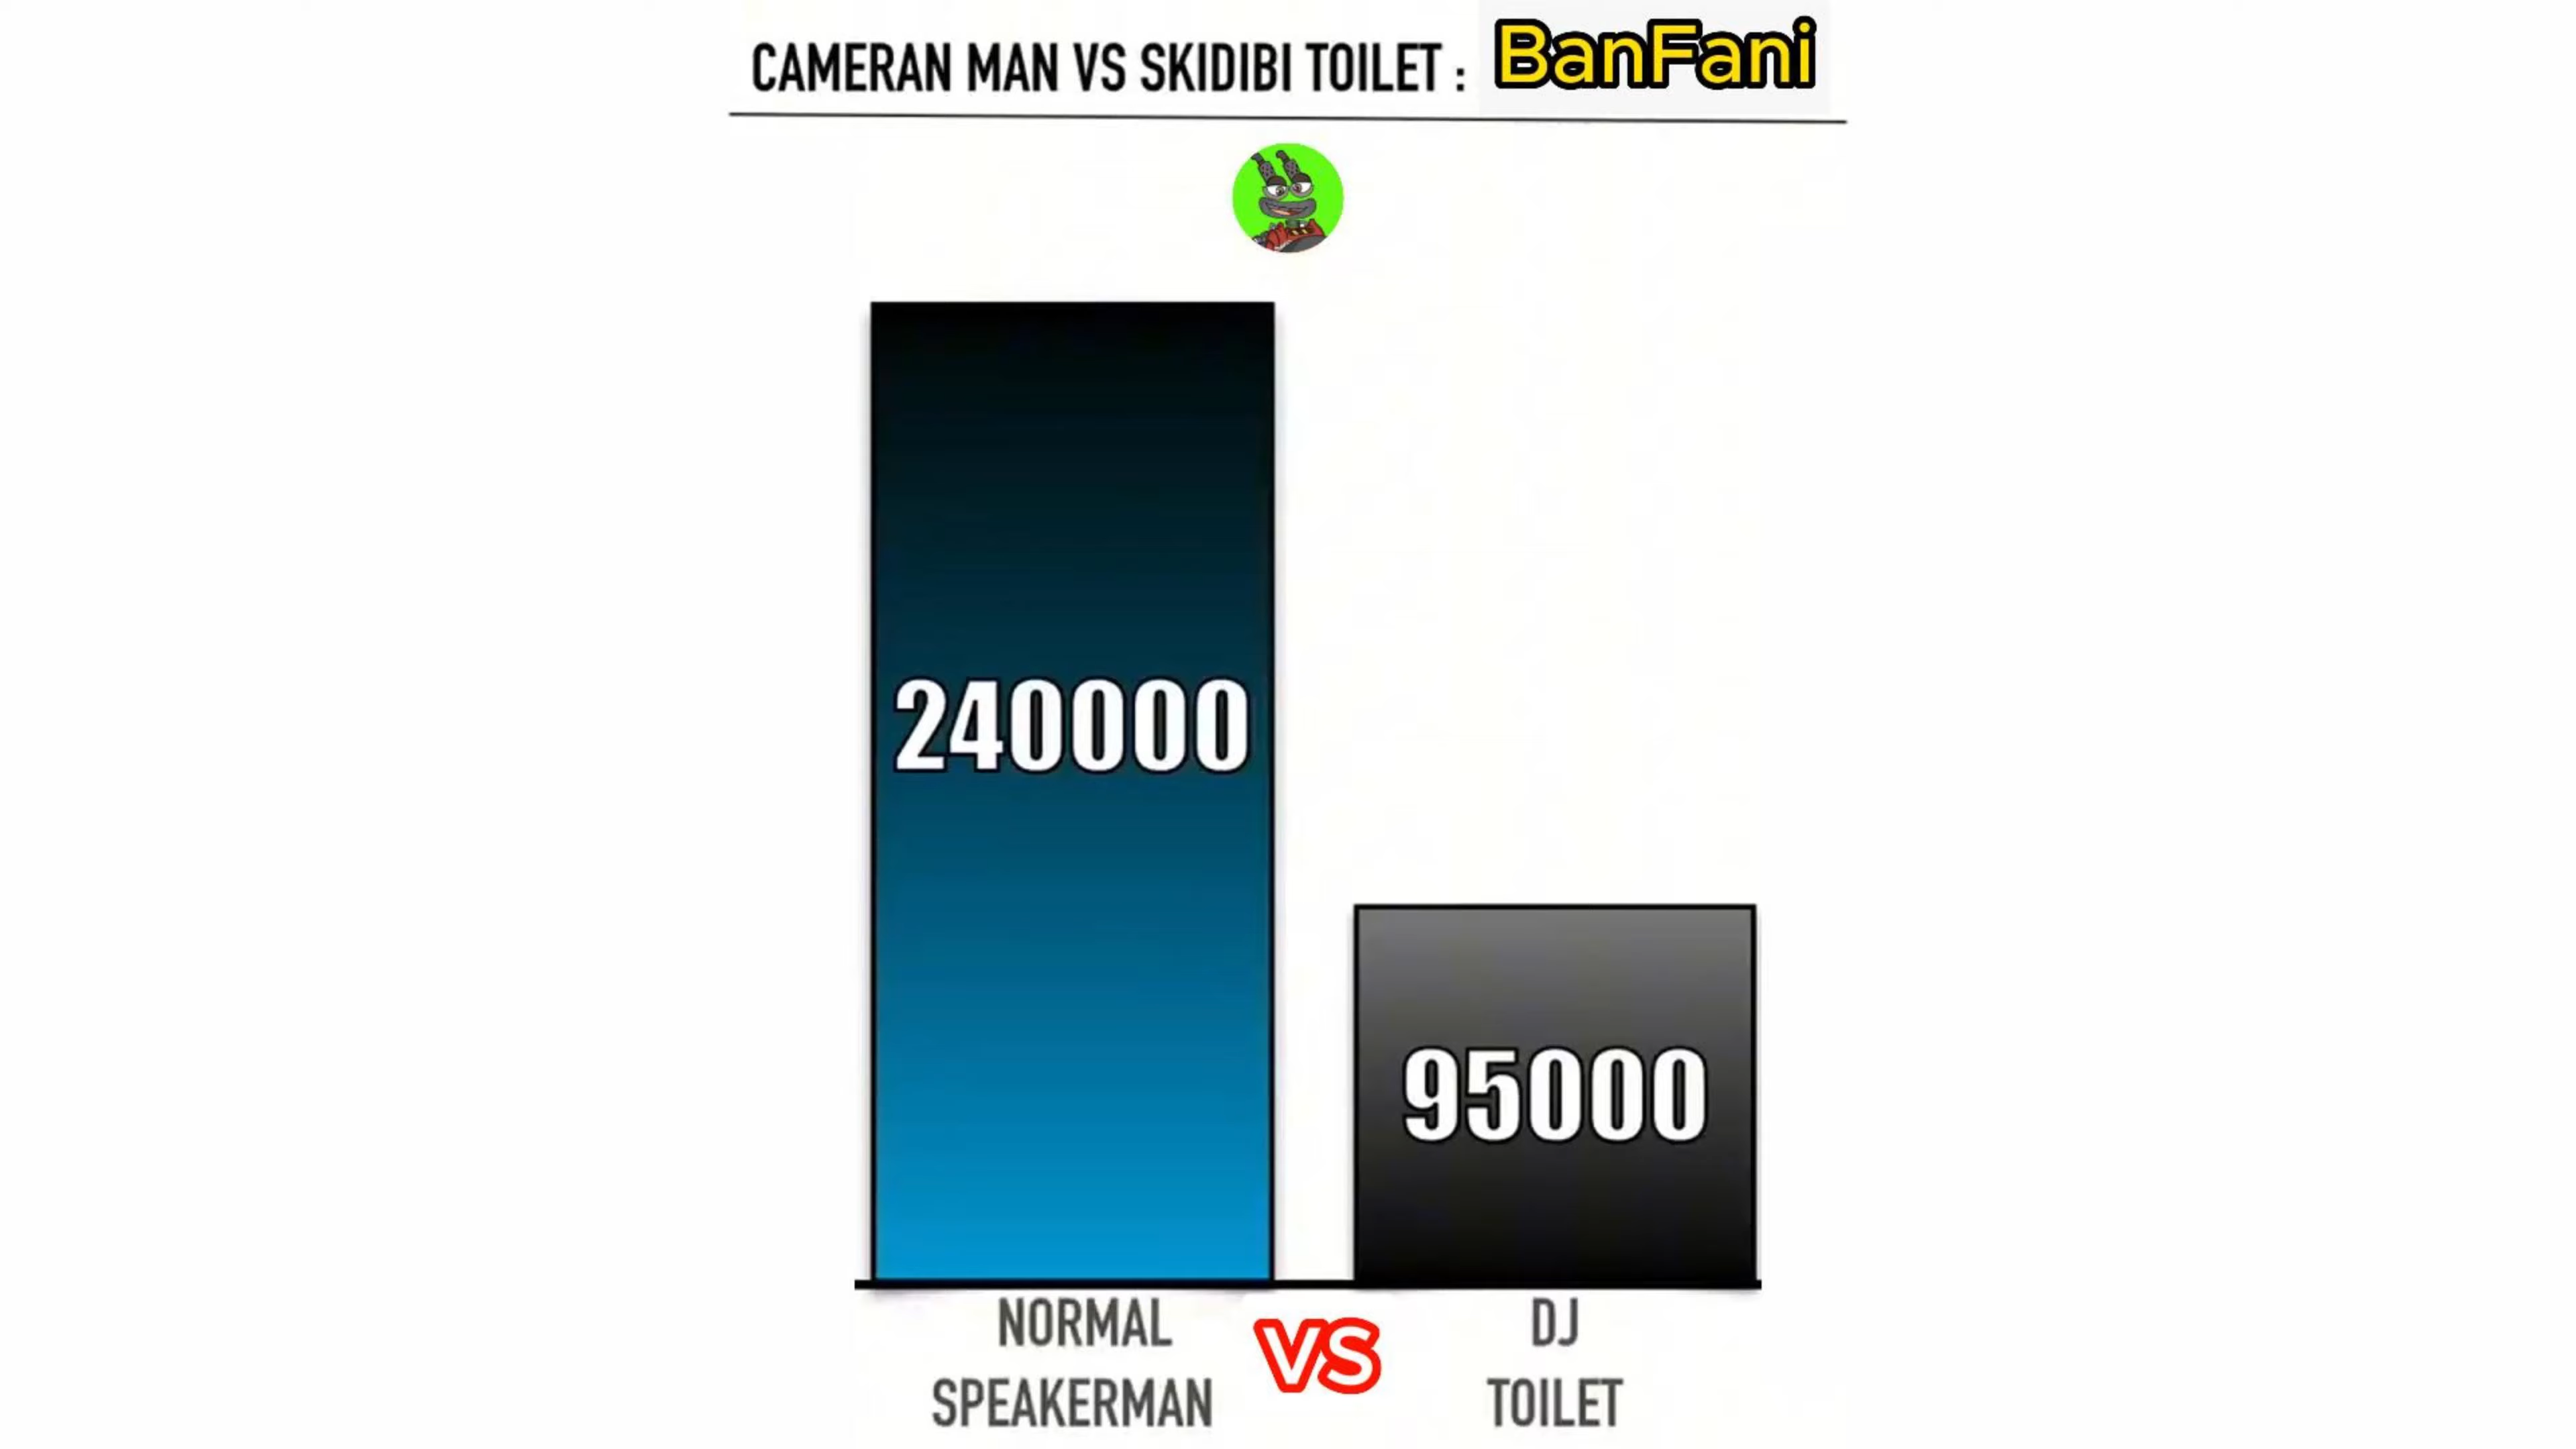 CAMERAN MAN VS SKIDIBI TOILET : BanFani
240000
95000
NORMAL SPEAKERMAN
VS
DJ TOILET